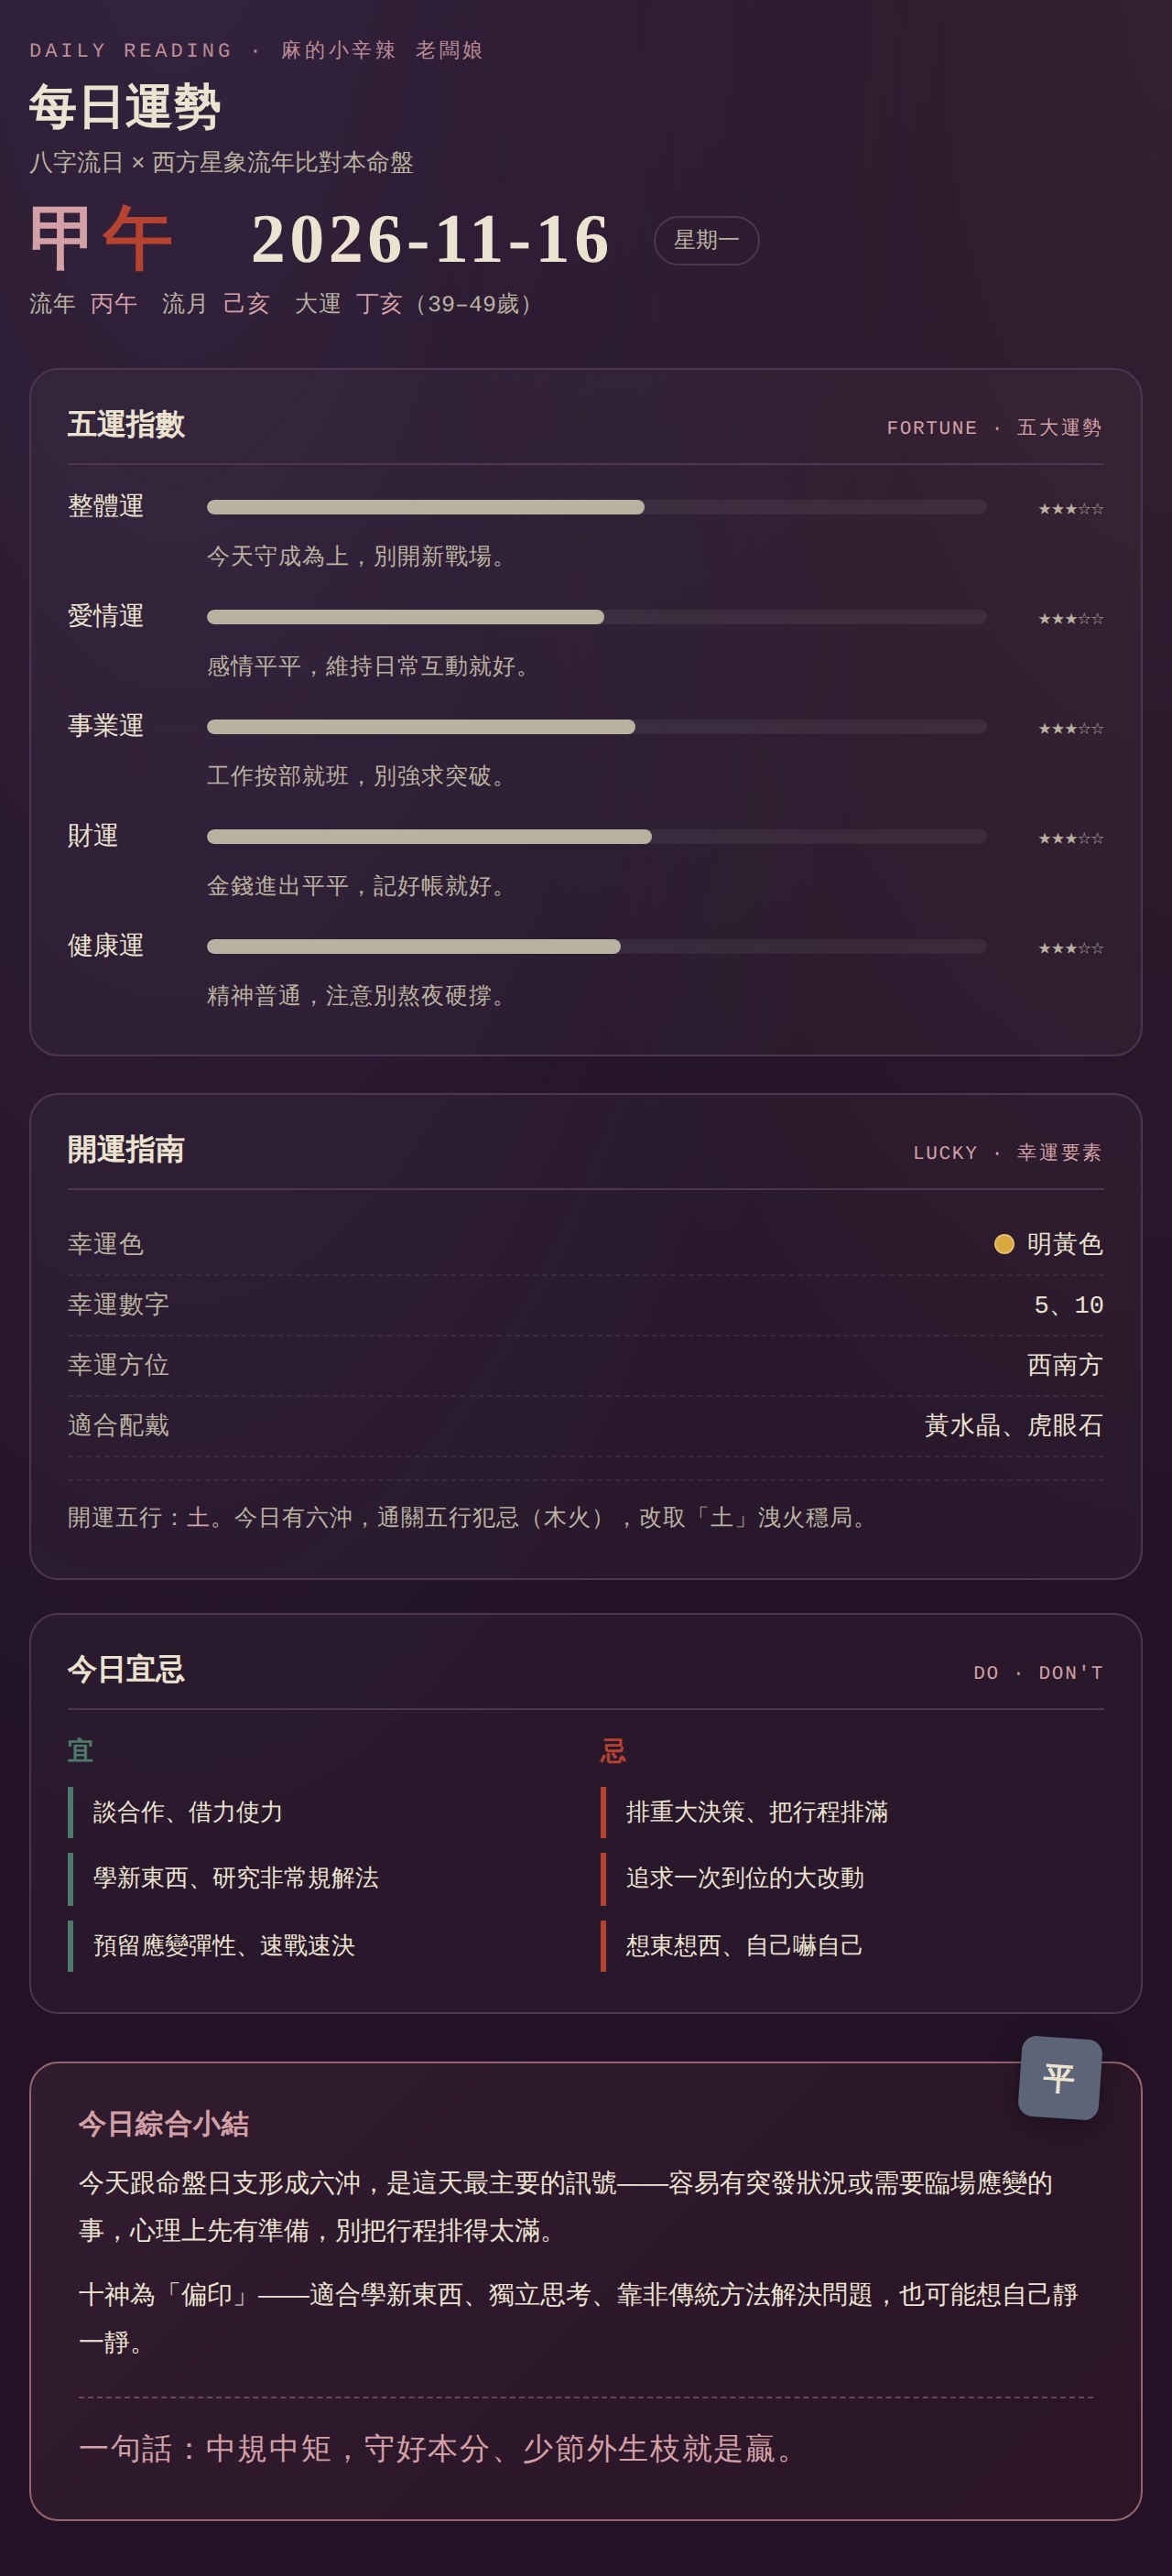 DAILY READING · 麻的小辛辣 老闆娘
每日運勢
八字流日 × 西方星象流年比對本命盤
甲午 2026-11-16 星期一
流年 丙午 流月 己亥 大運 丁亥（39–49歲）
五運指數 FORTUNE · 五大運勢
整體運 ★★★☆☆
今天守成為上，別開新戰場。
愛情運 ★★★☆☆
感情平平，維持日常互動就好。
事業運 ★★★☆☆
工作按部就班，別強求突破。
財運 ★★★☆☆
金錢進出平平，記好帳就好。
健康運 ★★★☆☆
精神普通，注意別熬夜硬撐。
開運指南 LUCKY · 幸運要素
幸運色 明黃色
幸運數字 5、10
幸運方位 西南方
適合配戴 黃水晶、虎眼石
開運五行：土。今日有六沖，通關五行犯忌（木火），改取「土」洩火穩局。
今日宜忌 DO · DON'T
宜 忌
談合作、借力使力 排重大決策、把行程排滿
學新東西、研究非常規解法 追求一次到位的大改動
預留應變彈性、速戰速決 想東想西、自己嚇自己
平
今日綜合小結
今天跟命盤日支形成六沖，是這天最主要的訊號——容易有突發狀況或需要臨場應變的
事，心理上先有準備，別把行程排得太滿。
十神為「偏印」——適合學新東西、獨立思考、靠非傳統方法解決問題，也可能想自己靜
一靜。
一句話：中規中矩，守好本分、少節外生枝就是贏。